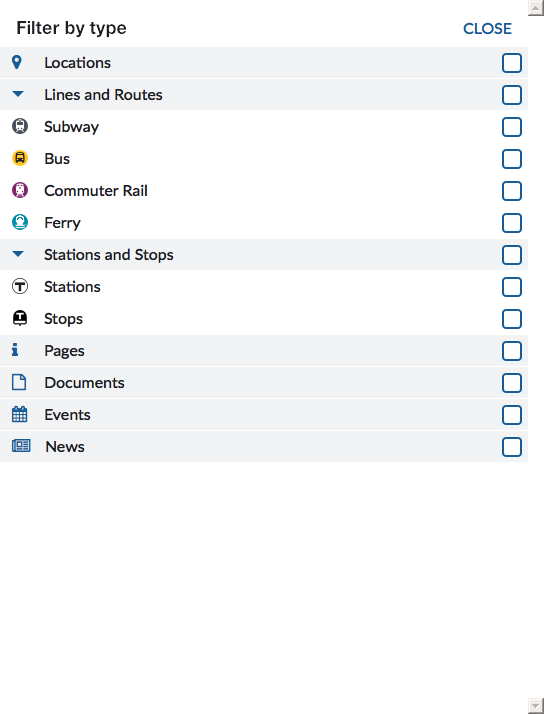 Filter by type CLOSE
Locations
Lines and Routes
Subway
Bus
Commuter Rail
Ferry
Stations and Stops
Stations
Stops
Pages
Documents
Events
News